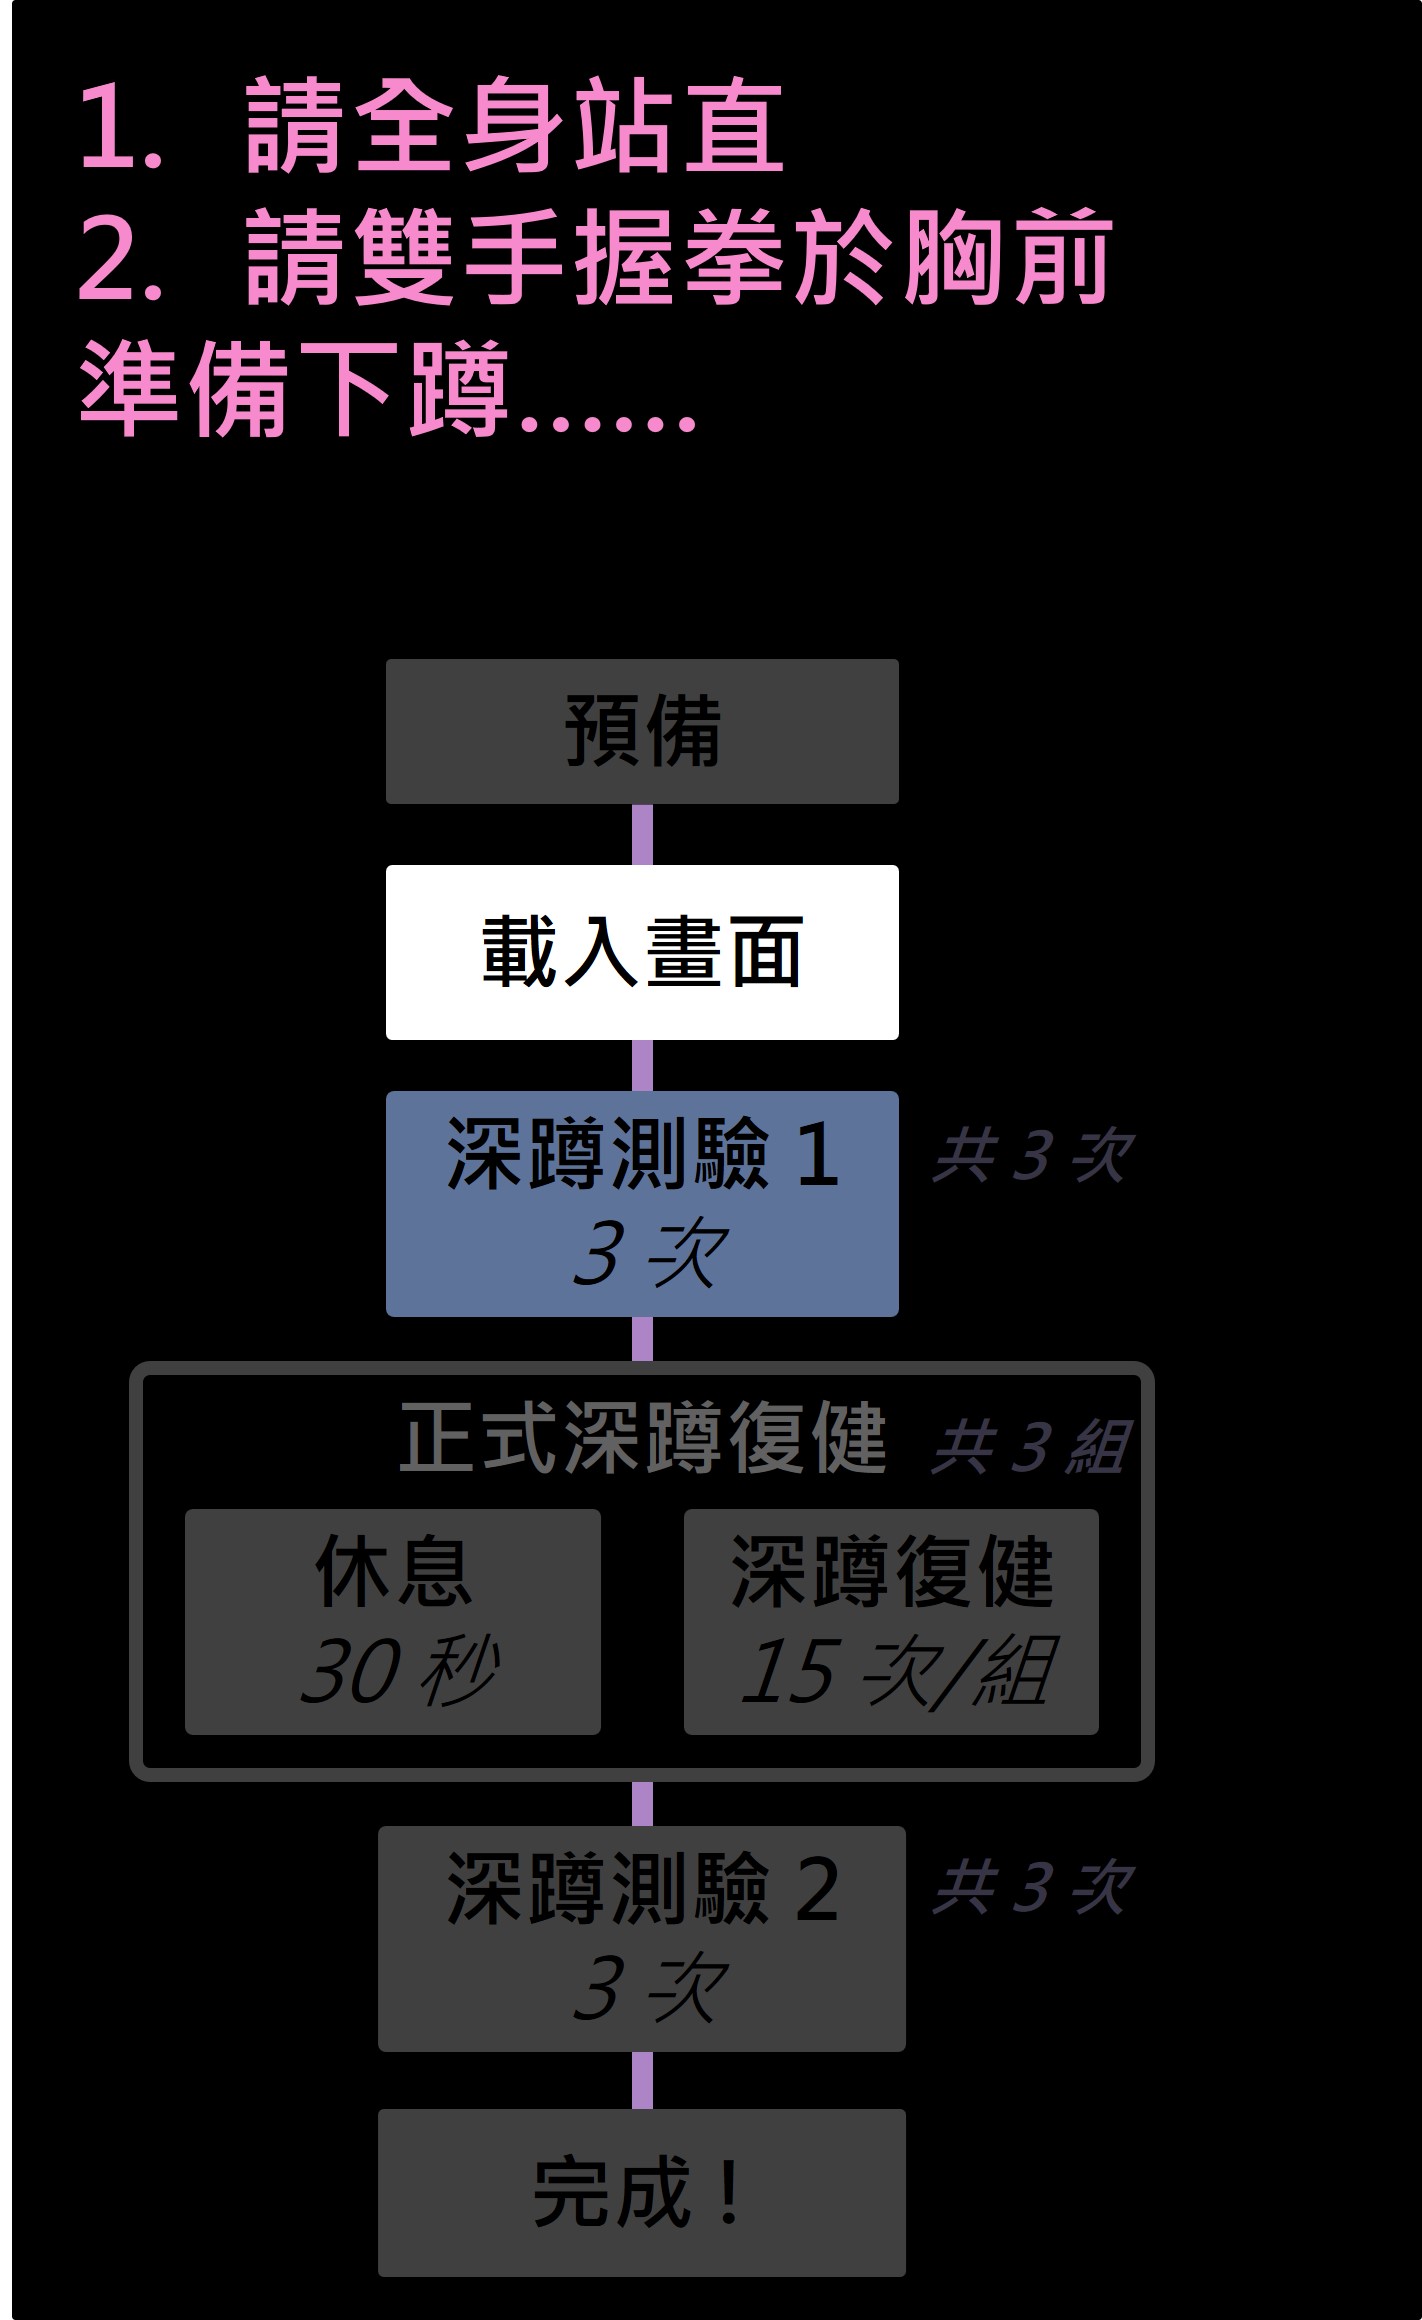 1. 請全身站直
2. 請雙手握拳於胸前
準備下蹲......
預備
載入畫面
深蹲測驗 1
3 次
共 3 次
正式深蹲復健
共 3 組
休息
30 秒
深蹲復健
15 次/組
深蹲測驗 2
3 次
共 3 次
完成！